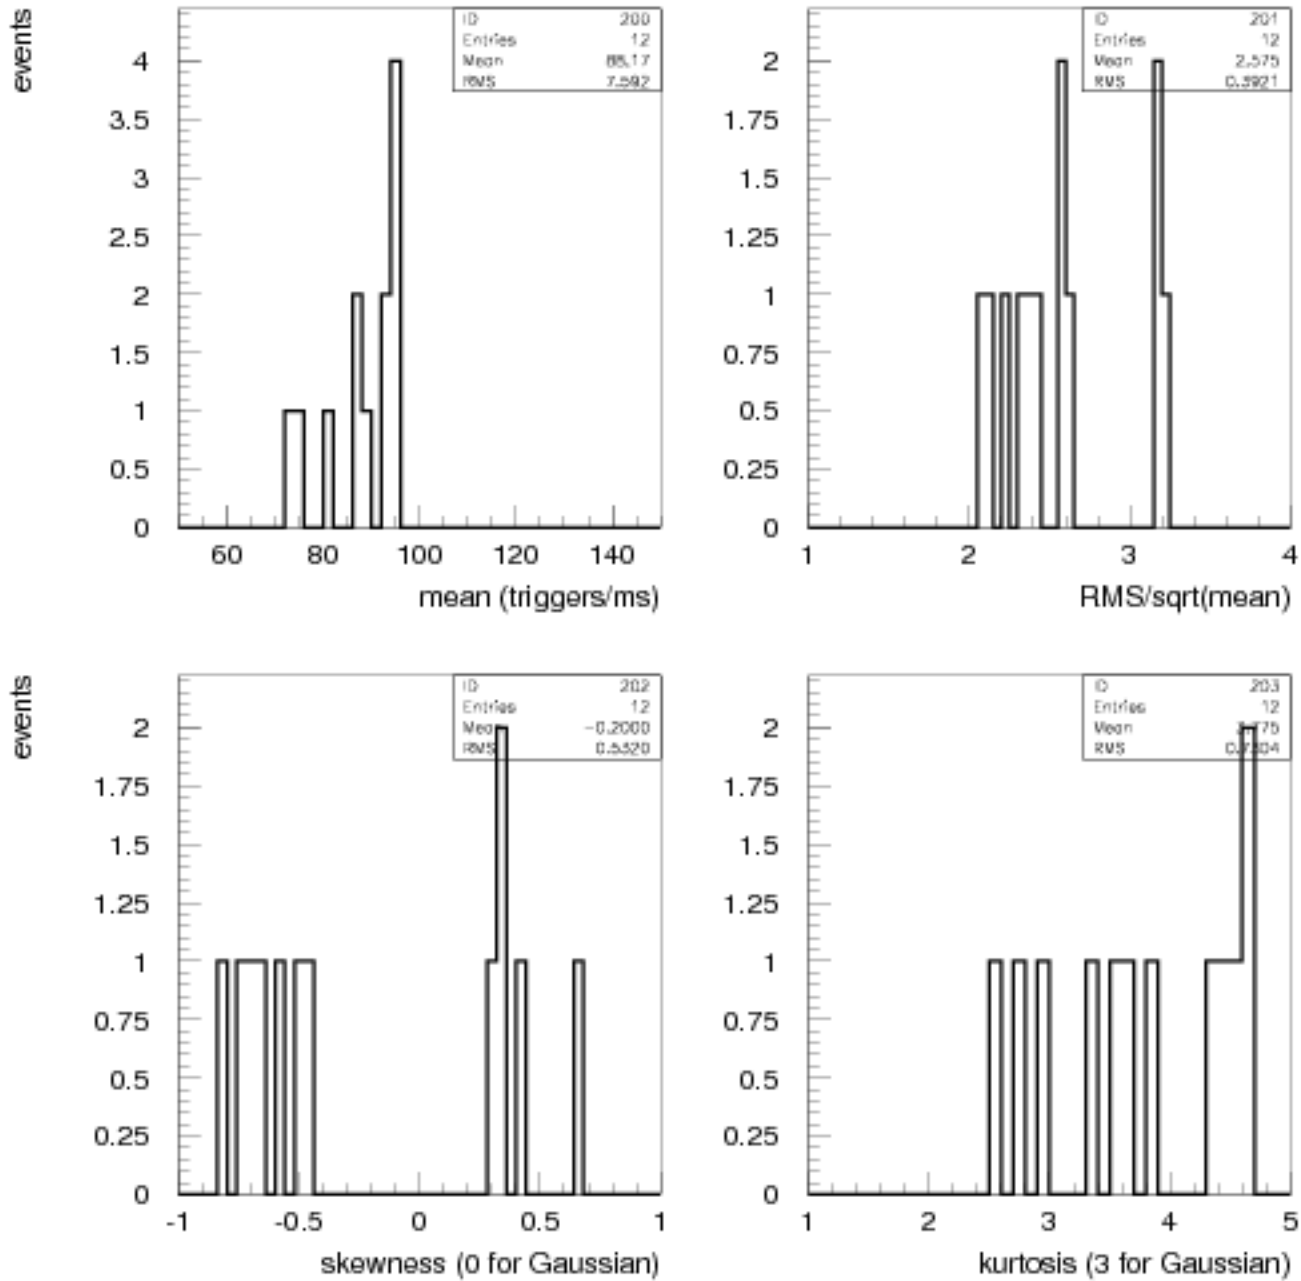 events
ID 200
Entries 12
Mean 88.17
RMS 7.592
4
3.5
3
2.5
2
1.5
1
0.5
0
60 80 100 120 140
mean (triggers/ms)
ID 201
Entries 12
Mean 2.575
RMS 0.3921
2
1.75
1.5
1.25
1
0.75
0.5
0.25
0
1 2 3 4
RMS/sqrt(mean)
events
ID 202
Entries 12
Mean -0.2000
RMS 0.5320
2
1.75
1.5
1.25
1
0.75
0.5
0.25
0
-1 -0.5 0 0.5 1
skewness (0 for Gaussian)
ID 203
Entries 12
Mean
RMS
2
1.75
1.5
1.25
1
0.75
0.5
0.25
0
1 2 3 4 5
kurtosis (3 for Gaussian)